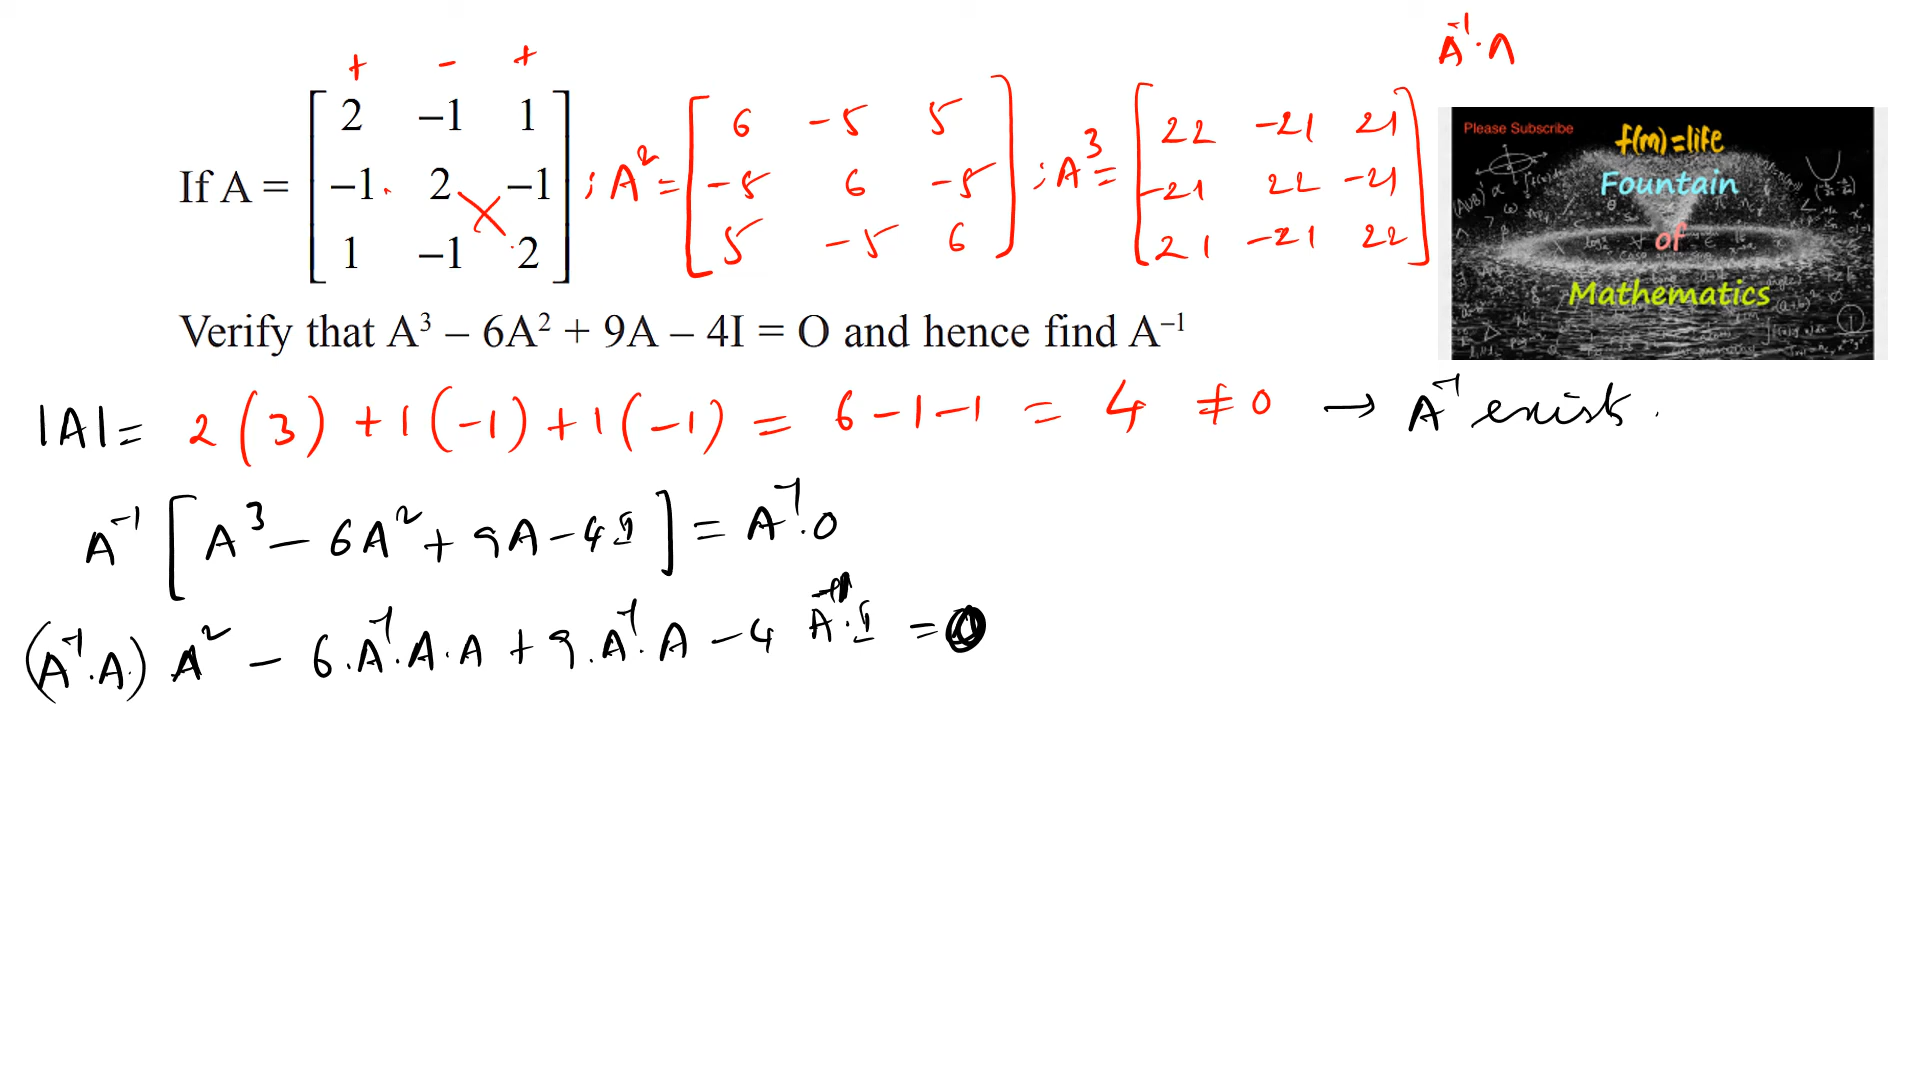 + - +
A⁻¹·A
If A = [2 –1 1; –1 2 –1; 1 –1 2] ; A² = [6 -5 5; -5 6 -5; 5 -5 6] ; A³ = [22 -21 21; -21 22 -21; 21 -21 22]
Please Subscribe
f(m)=life
Fountain
of
Mathematics
Verify that A³ – 6A² + 9A – 4I = O and hence find A⁻¹
|A| = 2(3) + 1(-1) + 1(-1) = 6-1-1 = 4 ≠ 0 → A⁻¹ exist.
A⁻¹ [A³ - 6A² + 9A - 4I] = A⁻¹.0
(A⁻¹.A.) A² - 6.A⁻¹.A.A + 9.A⁻¹.A - 4 A⁻¹.I = 0